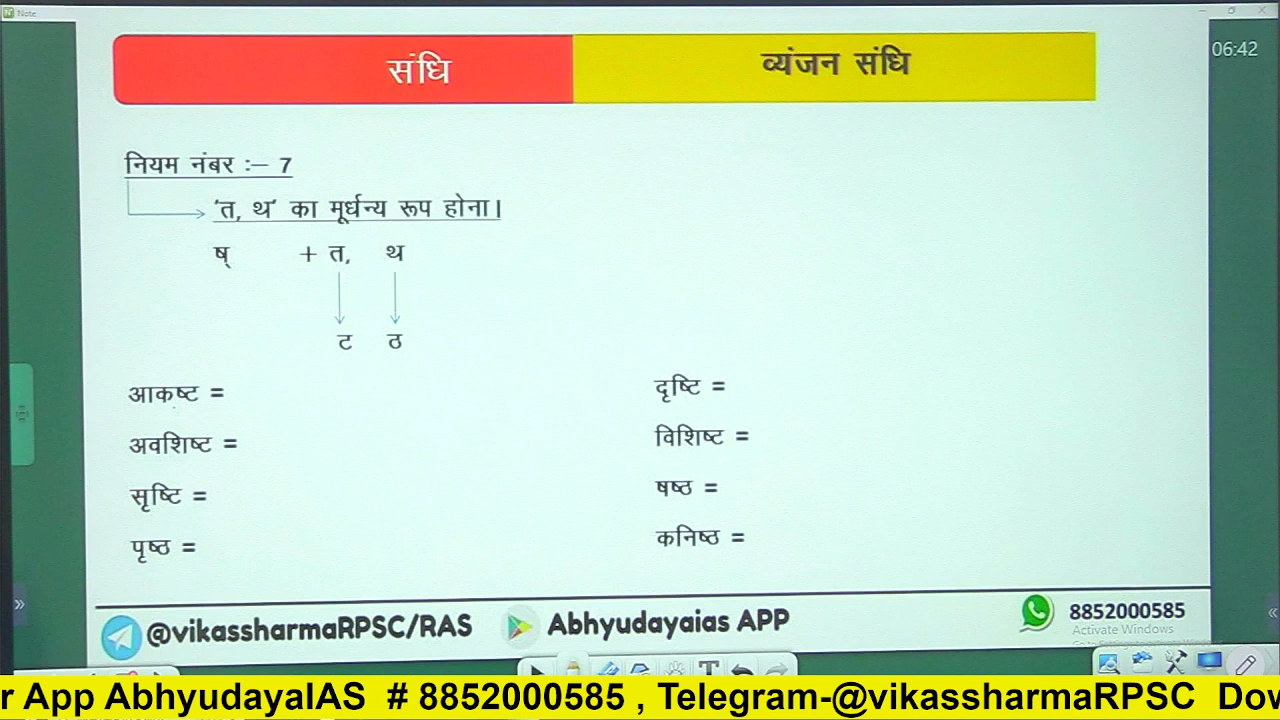 Note
06:42
संधि व्यंजन संधि
नियम नंबर :– 7
'त, थ' का मूर्धन्य रूप होना।
ष् + त, थ
ट ठ
आकष्ट = दृष्टि =
अवशिष्ट = विशिष्ट =
सृष्टि = षष्ठ =
पृष्ठ = कनिष्ठ =
@vikassharmaRPSC/RAS Abhyudayaias APP 8852000585
Activate Windows
r App AbhyudayaIAS # 8852000585 , Telegram-@vikassharmaRPSC Dow